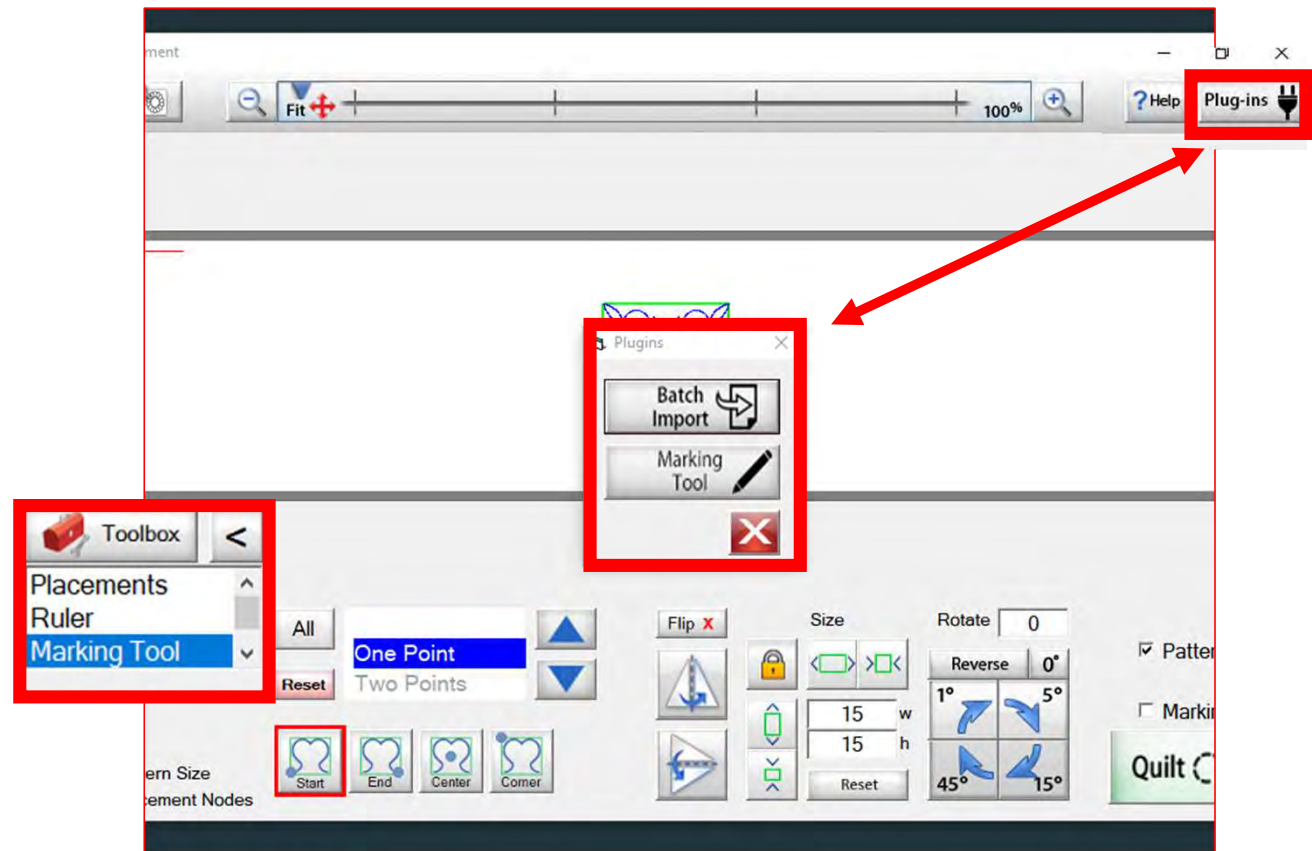 ment
Fit
100%
?Help
Plug-ins
Plugins
Batch
Import
Marking
Tool
Toolbox
<
Placements
Ruler
Marking Tool
All
Reset
One Point
Two Points
Start
End
Center
Corner
ern Size
cement Nodes
Flip X
Size
15 w
15 h
Reset
Rotate 0
Reverse 0°
1° 5°
45° 15°
Patter
Markin
Quilt